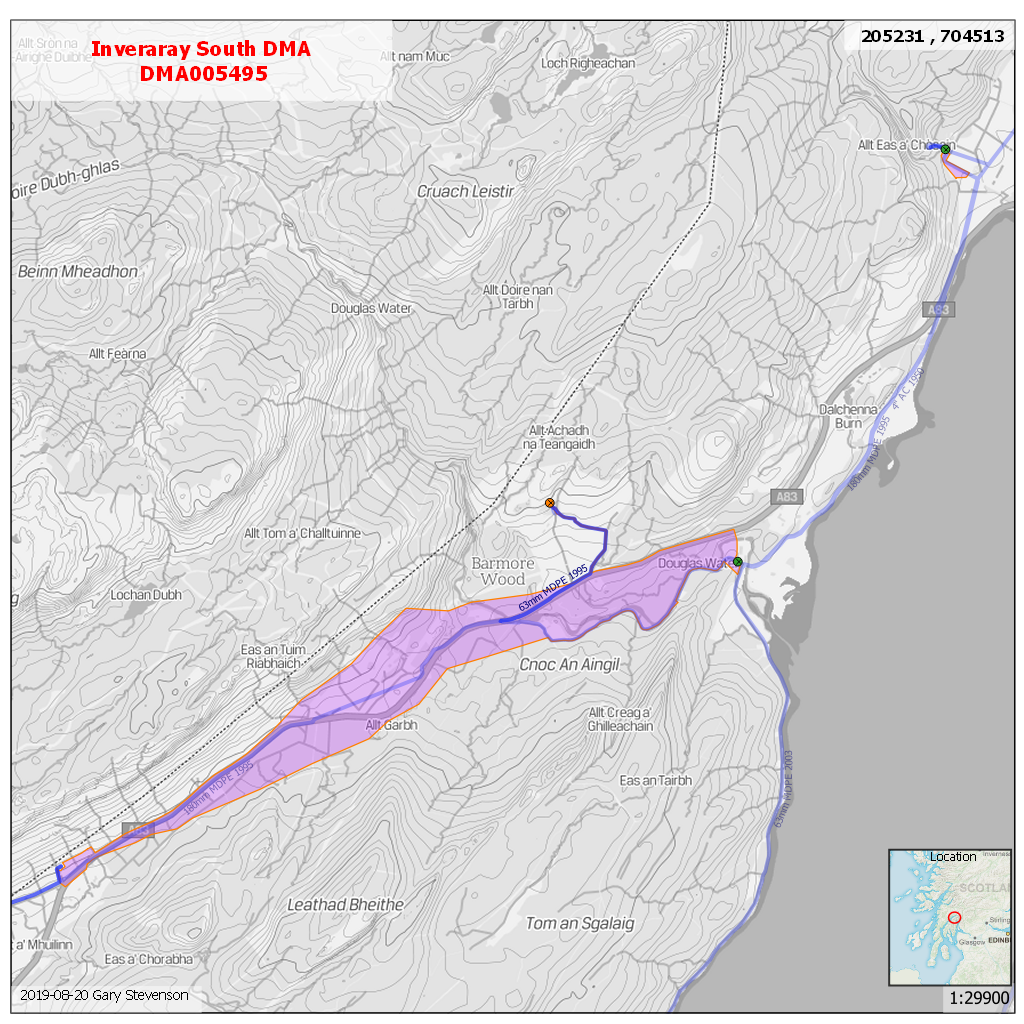 Inveraray South DMA
DMA005495
205231 , 704513
Allt Sron na
Airighe Duibhe
Allt nam Muc
Loch Righeachan
Allt Eas a' Chosain
oire Dubh-ghlas
Cruach Leistir
Beinn Mheadhon
Allt Doire nan
Tarbh
Douglas Water
A83
Allt Fearna
4" AC 1950
Dalchenna
Burn
Allt Achadh
na Teangaidh
180mm MDPE 1995
A83
Allt Tom a' Challtuinne
Barmore
Wood
Douglas Water
63mm MDPE 1995
Lochan Dubh
g
Eas an Tuim
Riabhaich
Cnoc An Aingil
Allt Creag a'
Ghilleachain
Allt Garbh
180mm MDPE 1995
Eas an Tairbh
63mm MDPE 2003
A83
Leathad Bheithe
Tom an Sgalaig
t a' Mhuilinn
Eas a' Chorabha
Location
Inverness
SCOTLAN
Stirling
Glasgow
EDINB
2019-08-20 Gary Stevenson
1:29900